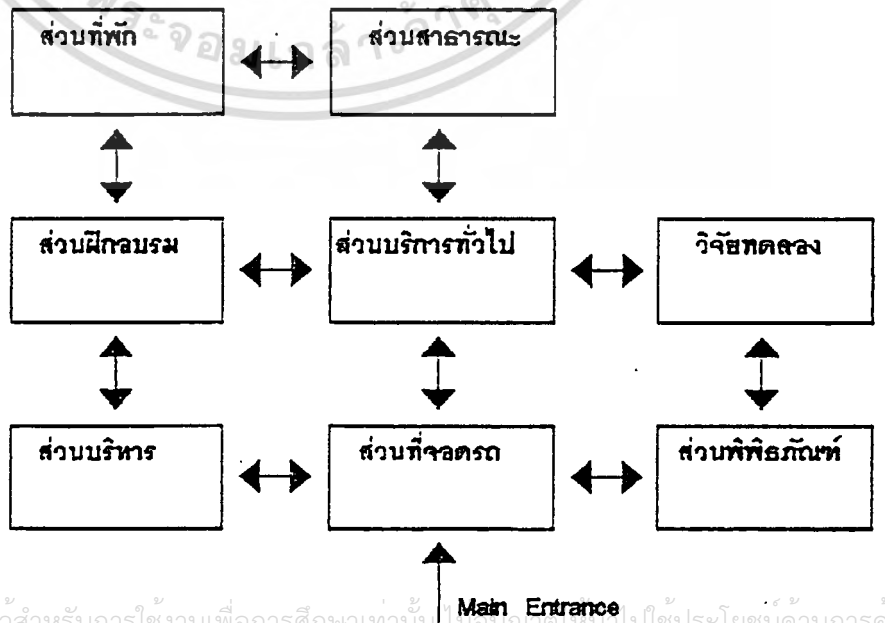 ส่วนที่พัก
ส่วนสาธารณะ
ส่วนฝึกอบรม
ส่วนบริการทั่วไป
วิจัยทดลอง
ส่วนบริหาร
ส่วนที่จอดรถ
ส่วนพิพิธภัณฑ์
Main Entrance